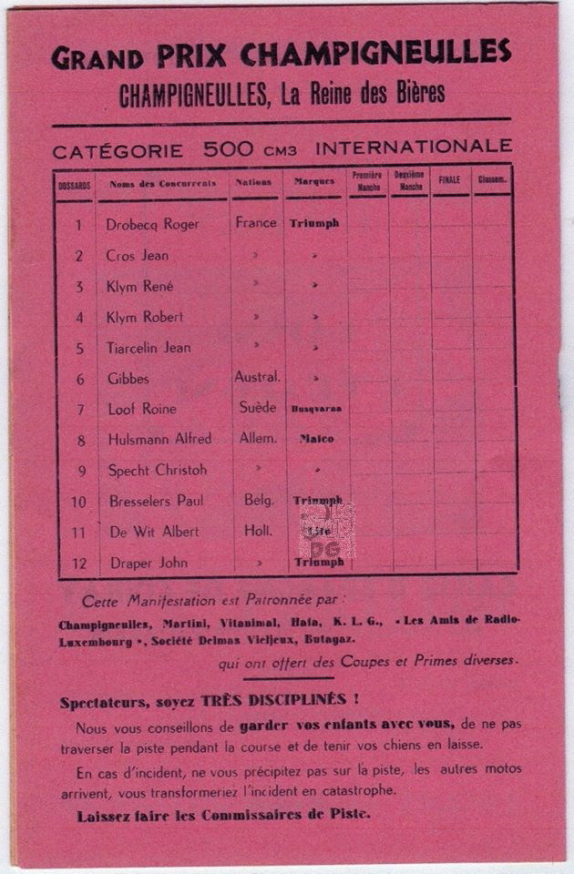 GRAND PRIX CHAMPIGNEULLES
CHAMPIGNEULLES, La Reine des Bières
CATÉGORIE 500 CM3 INTERNATIONALE
DOSSARDS Noms des Concurrents Nations Marques Première Manche Deuxième Manche FINALE Classem.
1 Drobecq Roger France Triumph
2 Cros Jean » »
3 Klym René » »
4 Klym Robert » »
5 Tiarcelin Jean » »
6 Gibbes Austral. »
7 Loof Roine Suède Husqvarna
8 Hulsmann Alfred Allem. Maico
9 Specht Christoh » »
10 Bresselers Paul Belg. Triumph
11 De Wit Albert Holl. Lito
12 Draper John » Triumph
DG
Cette Manifestation est Patronnée par :
Champigneulles, Martini, Vitanimal, Hafa, K. L. G., « Les Amis de Radio-
Luxembourg », Société Delmas Vieljeux, Butagaz.
qui ont offert des Coupes et Primes diverses.
Spectateurs, soyez TRÈS DISCIPLINÉS !
Nous vous conseillons de garder vos enfants avec vous, de ne pas
traverser la piste pendant la course et de tenir vos chiens en laisse.
En cas d'incident, ne vous précipitez pas sur la piste, les autres motos
arrivent, vous transformeriez l'incident en catastrophe.
Laissez faire les Commissaires de Piste.